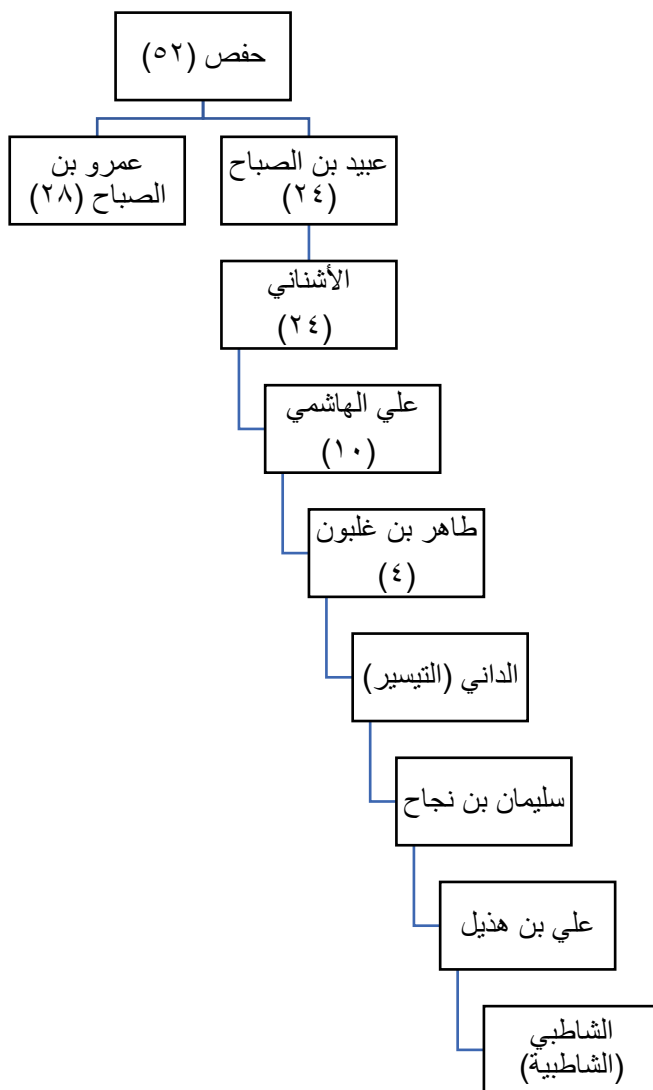 حفص (٥٢)
عبيد بن الصباح
(٢٤)
عمرو بن
الصباح (٢٨)
الأشناني
(٢٤)
علي الهاشمي
(١٠)
طاهر بن غلبون
(٤)
الداني (التيسير)
سليمان بن نجاح
علي بن هذيل
الشاطبي
(الشاطبية)